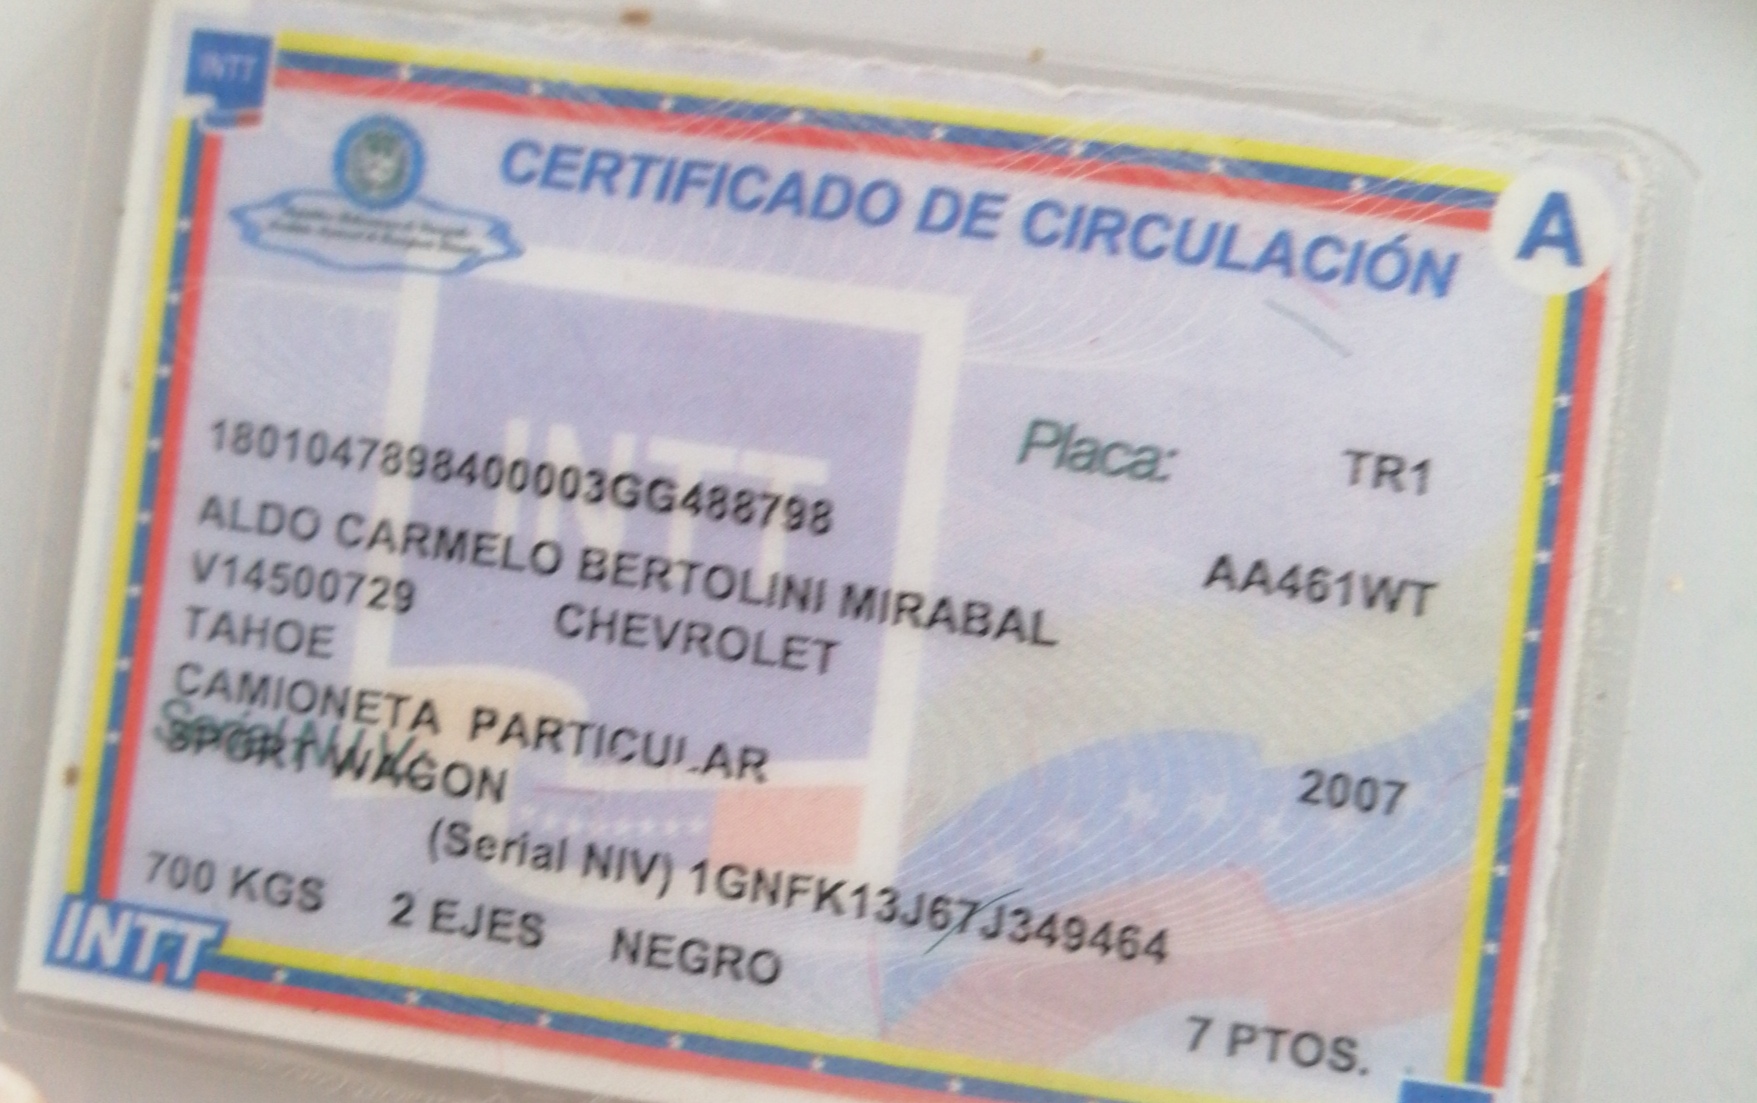 INTT
CERTIFICADO DE CIRCULACIÓN
A
INTT
Placa: TR1
1801047898400003GG488798
AA461WT
ALDO CARMELO BERTOLINI MIRABAL
V14500729 CHEVROLET
TAHOE
CAMIONETA PARTICULAR
Serial N.I.V.
SPORT WAGON
2007
(Serial NIV) 1GNFK13J67J349464
700 KGS 2 EJES NEGRO
INTT
7 PTOS.